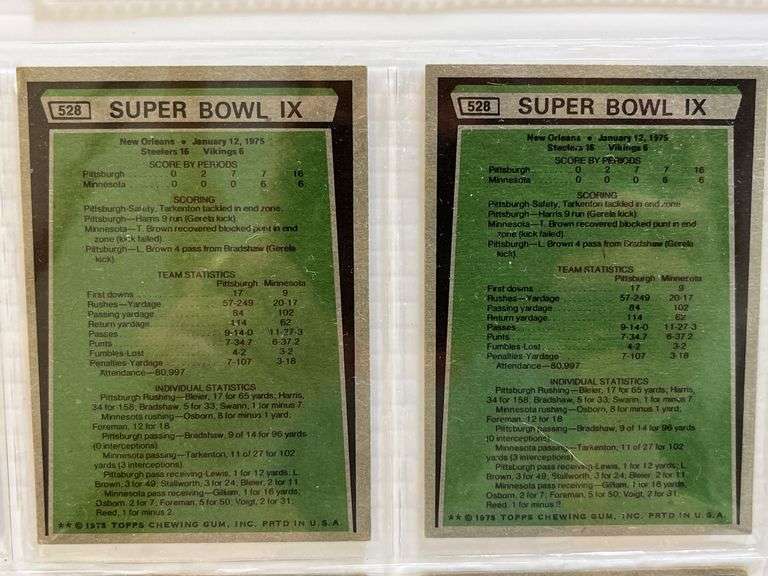 528 SUPER BOWL IX
New Orleans • January 12, 1975
Steelers 16 Vikings 6
SCORE BY PERIODS
Pittsburgh 0 2 7 7 16
Minnesota 0 0 0 6 6
SCORING
Pittsburgh-Safety, Tarkenton tackled in end zone.
Pittsburgh—Harris 9 run (Gerela kick).
Minnesota—T. Brown recovered blocked punt in end
zone (kick failed).
Pittsburgh—L. Brown 4 pass from Bradshaw (Gerela
kick).
TEAM STATISTICS
Pittsburgh Minnesota
First downs 17 9
Rushes—Yardage 57-249 20-17
Passing yardage 84 102
Return yardage 114 62
Passes 9-14-0 11-27-3
Punts 7-34.7 6-37.2
Fumbles-Lost 4-2 3-2
Penalties-Yardage 7-107 3-18
Attendance—80,997
INDIVIDUAL STATISTICS
Pittsburgh Rushing—Bleier, 17 for 65 yards; Harris,
34 for 158; Bradshaw, 5 for 33; Swann, 1 for minus 7.
Minnesota rushing—Osborn, 8 for minus 1 yard;
Foreman, 12 for 18.
Pittsburgh passing—Bradshaw, 9 of 14 for 96 yards
(0 interceptions)
Minnesota passing—Tarkenton, 11 of 27 for 102
yards (3 interceptions)
Pittsburgh pass receiving-Lewis, 1 for 12 yards; L.
Brown, 3 for 49; Stallworth, 3 for 24; Bleier, 2 for 11.
Minnesota pass receiving—Gilliam, 1 for 16 yards,
Osborn, 2 for 7; Foreman, 5 for 50; Voigt, 2 for 31;
Reed, 1 for minus 2.
★★ © 1975 TOPPS CHEWING GUM, INC. PRTD IN U.S.A.
528 SUPER BOWL IX
New Orleans • January 12, 1975
Steelers 16 Vikings 6
SCORE BY PERIODS
Pittsburgh 0 2 7 7 16
Minnesota 0 0 0 6 6
SCORING
Pittsburgh-Safety, Tarkenton tackled in end zone.
Pittsburgh—Harris 9 run (Gerela kick).
Minnesota—T. Brown recovered blocked punt in end
zone (kick failed).
Pittsburgh—L. Brown 4 pass from Bradshaw (Gerela
kick).
TEAM STATISTICS
Pittsburgh Minnesota
First downs 17 9
Rushes—Yardage 57-249 20-17
Passing yardage 84 102
Return yardage 114 62
Passes 9-14-0 11-27-3
Punts 7-34.7 6-37.2
Fumbles-Lost 4-2 3-2
Penalties-Yardage 7-107 3-18
Attendance—80,997
INDIVIDUAL STATISTICS
Pittsburgh Rushing—Bleier, 17 for 65 yards; Harris,
34 for 158; Bradshaw, 5 for 33; Swann, 1 for minus 7.
Minnesota rushing—Osborn, 8 for minus 1 yard;
Foreman, 12 for 18.
Pittsburgh passing—Bradshaw, 9 of 14 for 96 yards
(0 interceptions)
Minnesota passing—Tarkenton, 11 of 27 for 102
yards (3 interceptions)
Pittsburgh pass receiving-Lewis, 1 for 12 yards; L.
Brown, 3 for 49; Stallworth, 3 for 24; Bleier, 2 for 11.
Minnesota pass receiving—Gilliam, 1 for 16 yards,
Osborn, 2 for 7; Foreman, 5 for 50; Voigt, 2 for 31;
Reed, 1 for minus 2.
★★ © 1975 TOPPS CHEWING GUM, INC. PRTD IN U.S.A.